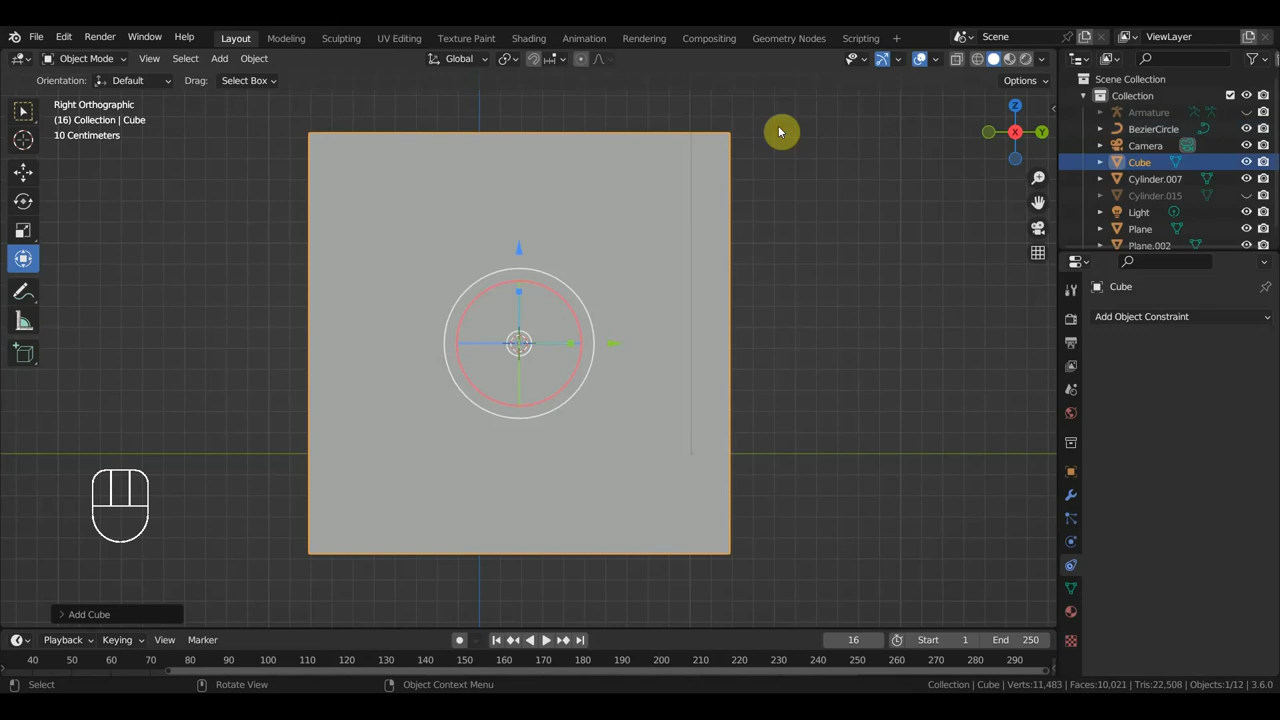 File Edit Render Window Help Layout Modeling Sculpting UV Editing Texture Paint Shading Animation Rendering Compositing Geometry Nodes Scripting + Scene ViewLayer
Object Mode View Select Add Object Global
Orientation: Default Drag: Select Box Options
Scene Collection
Collection
Armature
BezierCircle
Camera
Cube
Cylinder.007
Cylinder.015
Light
Plane
Plane.002
Right Orthographic
(16) Collection | Cube
10 Centimeters
Z
X
Y
Cube
Add Object Constraint
Add Cube
Playback Keying View Marker 16 Start 1 End 250
40 50 60 70 80 90 100 110 120 130 140 150 160 170 180 190 200 210 220 230 240 250 260 270 280 290
Select Rotate View Object Context Menu Collection | Cube | Verts:11,483 | Faces:10,021 | Tris:22,508 | Objects:1/12 | 3.6.0